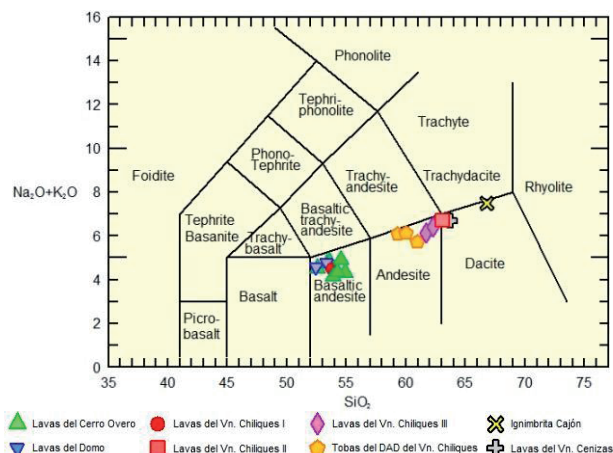 16
14
12
10
8
6
4
2
0
Na₂O+K₂O
Phonolite
Tephri-
phonolite
Trachyte
Foidite
Phono-
Tephrite
Trachy-
andesite
Trachydacite
Rhyolite
Tephrite
Basanite
Basaltic
trachy-
andesite
Trachy-
basalt
Basalt
Basaltic
andesite
Andesite
Dacite
Picro-
basalt
35 40 45 50 55 60 65 70 75
SiO₂
Lavas del Cerro Overo
Lavas del Vn. Chiliques I
Lavas del Vn. Chiliques III
Ignimbrita Cajón
Lavas del Domo
Lavas del Vn. Chiliques II
Tobas del DAD del Vn. Chiliques
Lavas del Vn. Cenizas